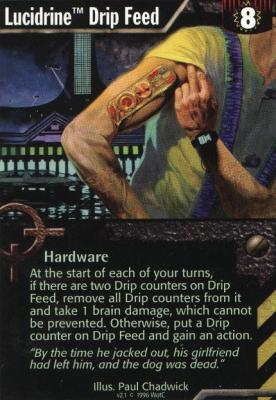 Lucidrine™ Drip Feed
8
Hardware
At the start of each of your turns,
if there are two Drip counters on Drip
Feed, remove all Drip counters from it
and take 1 brain damage, which cannot
be prevented. Otherwise, put a Drip
counter on Drip Feed and gain an action.
"By the time he jacked out, his girlfriend
had left him, and the dog was dead."
Illus. Paul Chadwick
v2.1 © 1996 WotC